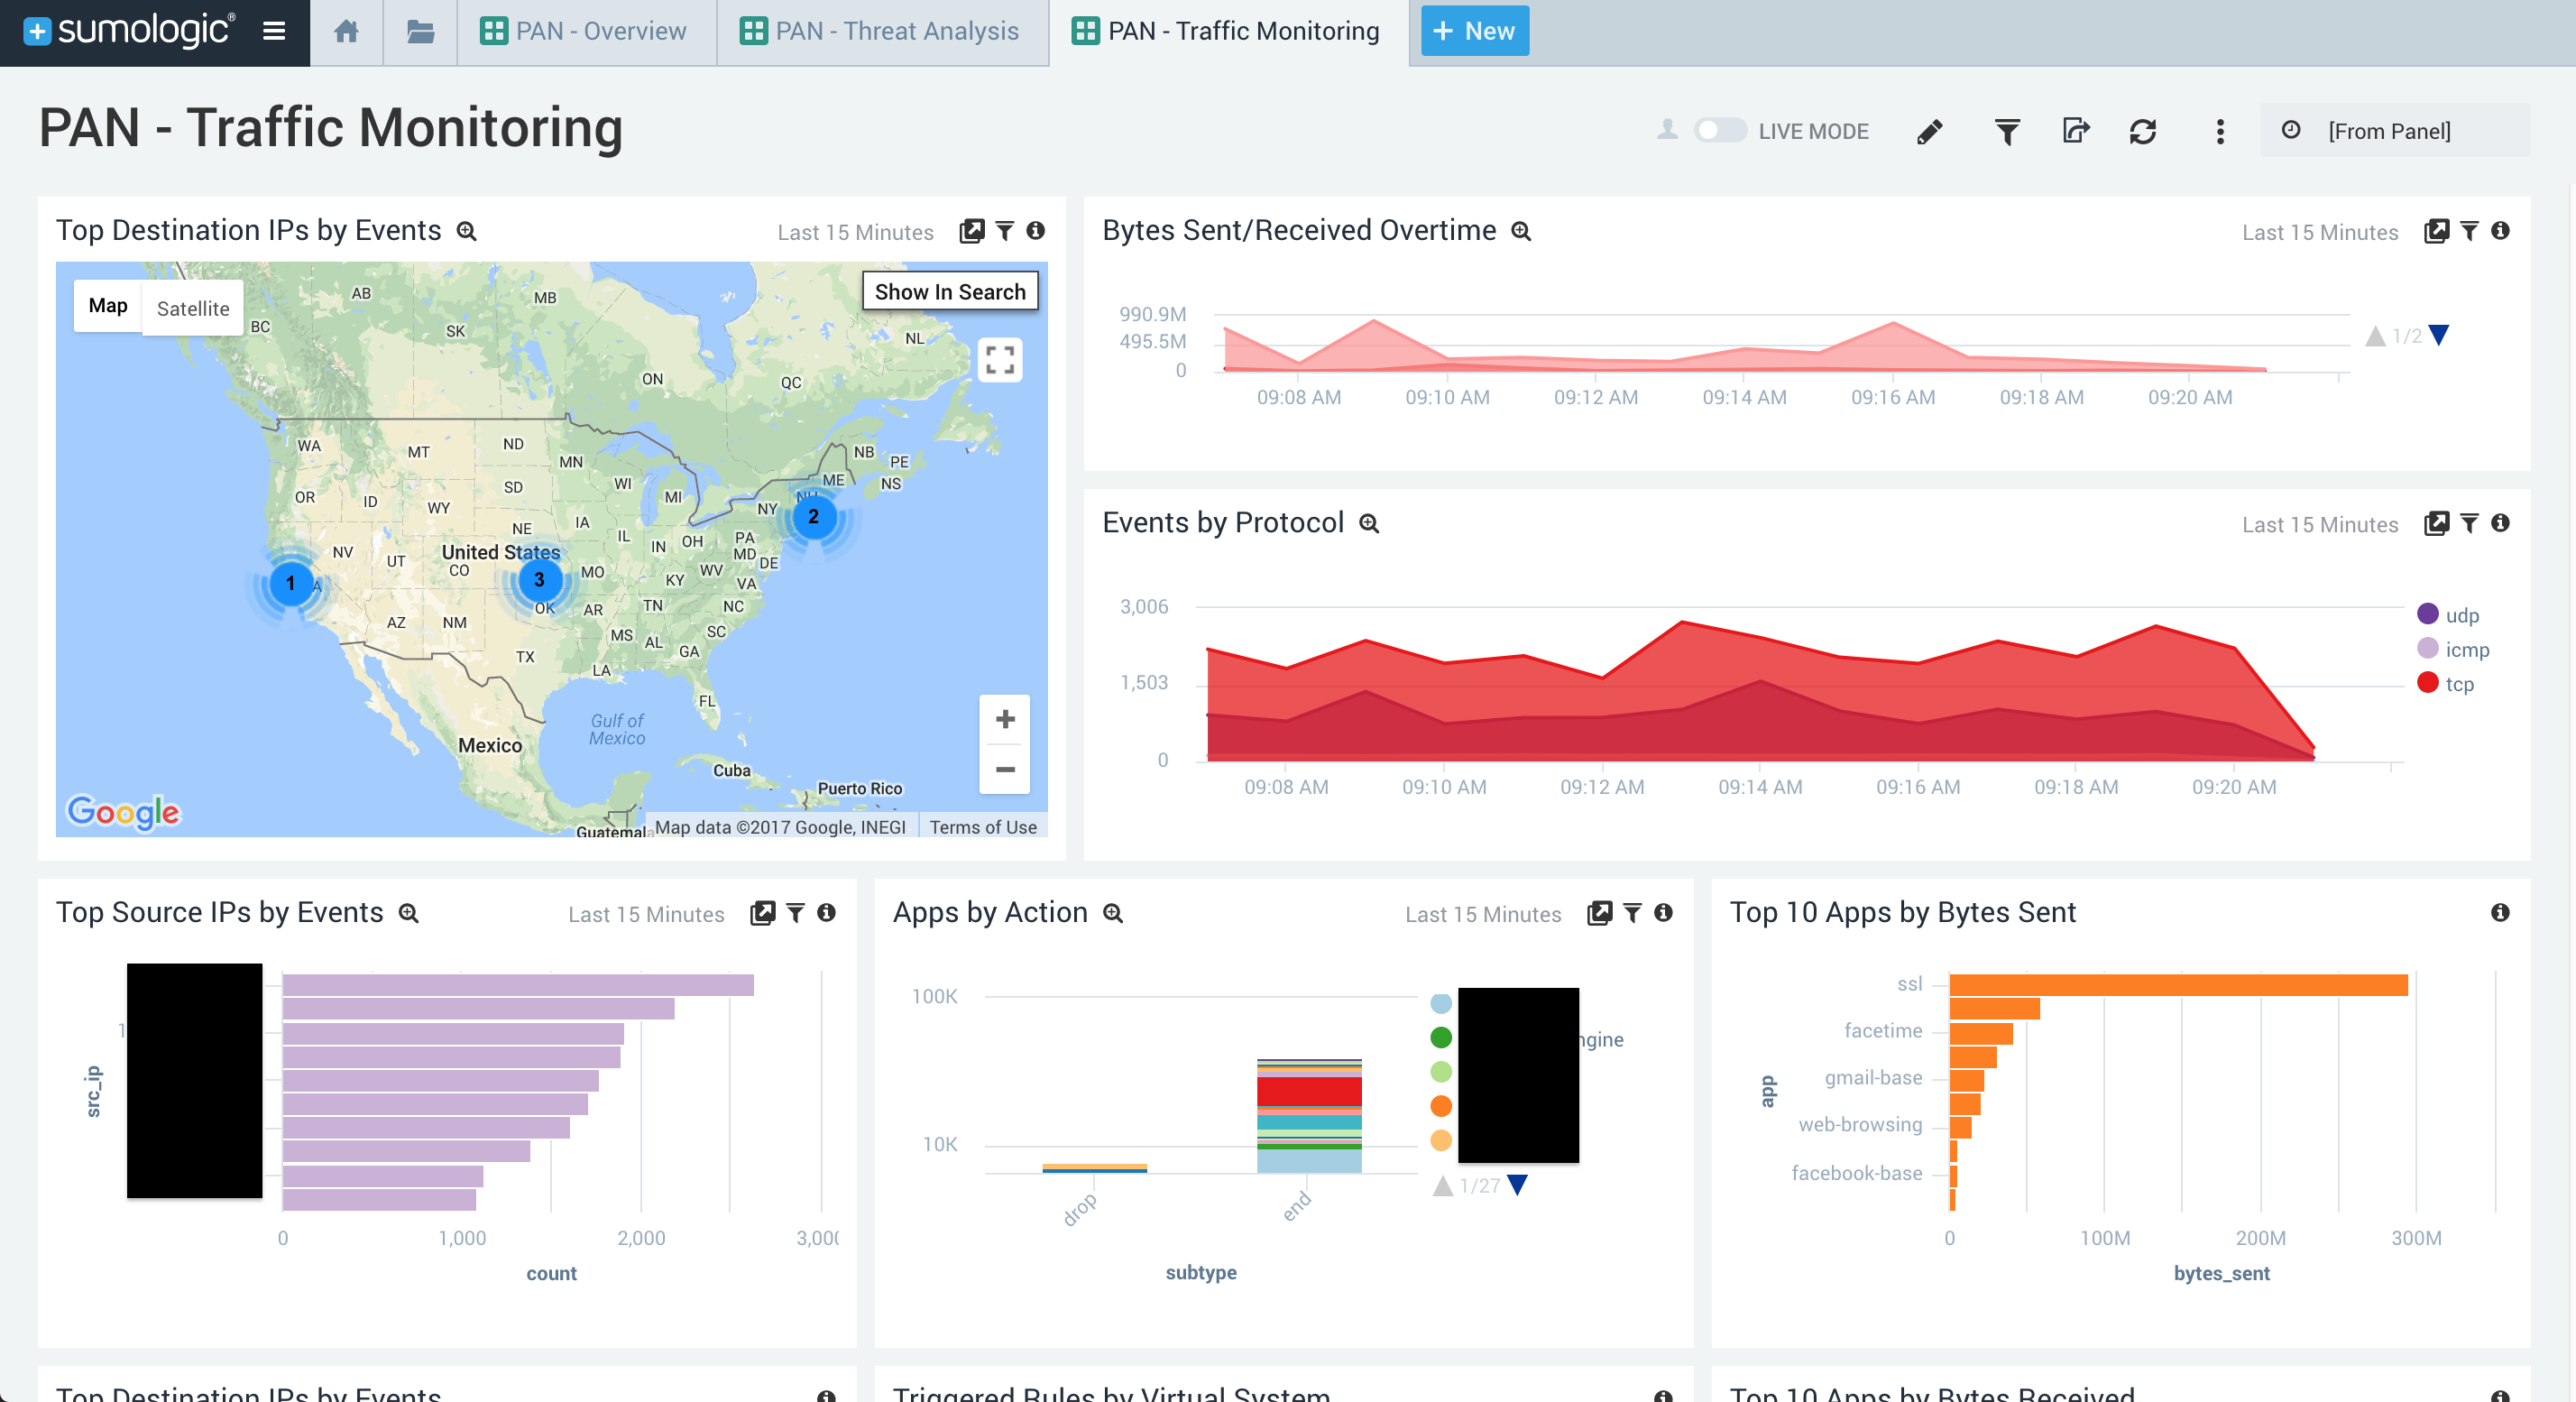 sumologic®
PAN - Overview
PAN - Threat Analysis
PAN - Traffic Monitoring
+ New
PAN - Traffic Monitoring
LIVE MODE
[From Panel]
Top Destination IPs by Events
Last 15 Minutes
Map
Satellite
Show In Search
AB
MB
BC
SK
NL
ON
QC
WA
MT
ND
MN
NB
PE
ME
NS
OR
ID
SD
WI
MI
WY
NY
2
NE
IA
PA
NV
UT
United States
CO
IL
IN
OH
MD
DE
1
3
MO
KY
WV
VA
OK
AR
TN
NC
AZ
NM
MS
AL
SC
GA
TX
LA
FL
Gulf of
Mexico
Mexico
Cuba
Puerto Rico
Google
Guatemala
Map data ©2017 Google, INEGI
Terms of Use
Bytes Sent/Received Overtime
Last 15 Minutes
990.9M
495.5M
0
1/2
09:08 AM 09:10 AM 09:12 AM 09:14 AM 09:16 AM 09:18 AM 09:20 AM
Events by Protocol
Last 15 Minutes
3,006
1,503
0
udp
icmp
tcp
09:08 AM 09:10 AM 09:12 AM 09:14 AM 09:16 AM 09:18 AM 09:20 AM
Top Source IPs by Events
Last 15 Minutes
1
src_ip
0 1,000 2,000
count
Apps by Action
Last 15 Minutes
100K
10K
ngine
1/27
drop
end
subtype
Top 10 Apps by Bytes Sent
ssl
facetime
gmail-base
web-browsing
facebook-base
app
0 100M 200M 300M
bytes_sent
Top Destination IPs by Events
Triggered Rules by Virtual System
Top 10 Apps by Bytes Received